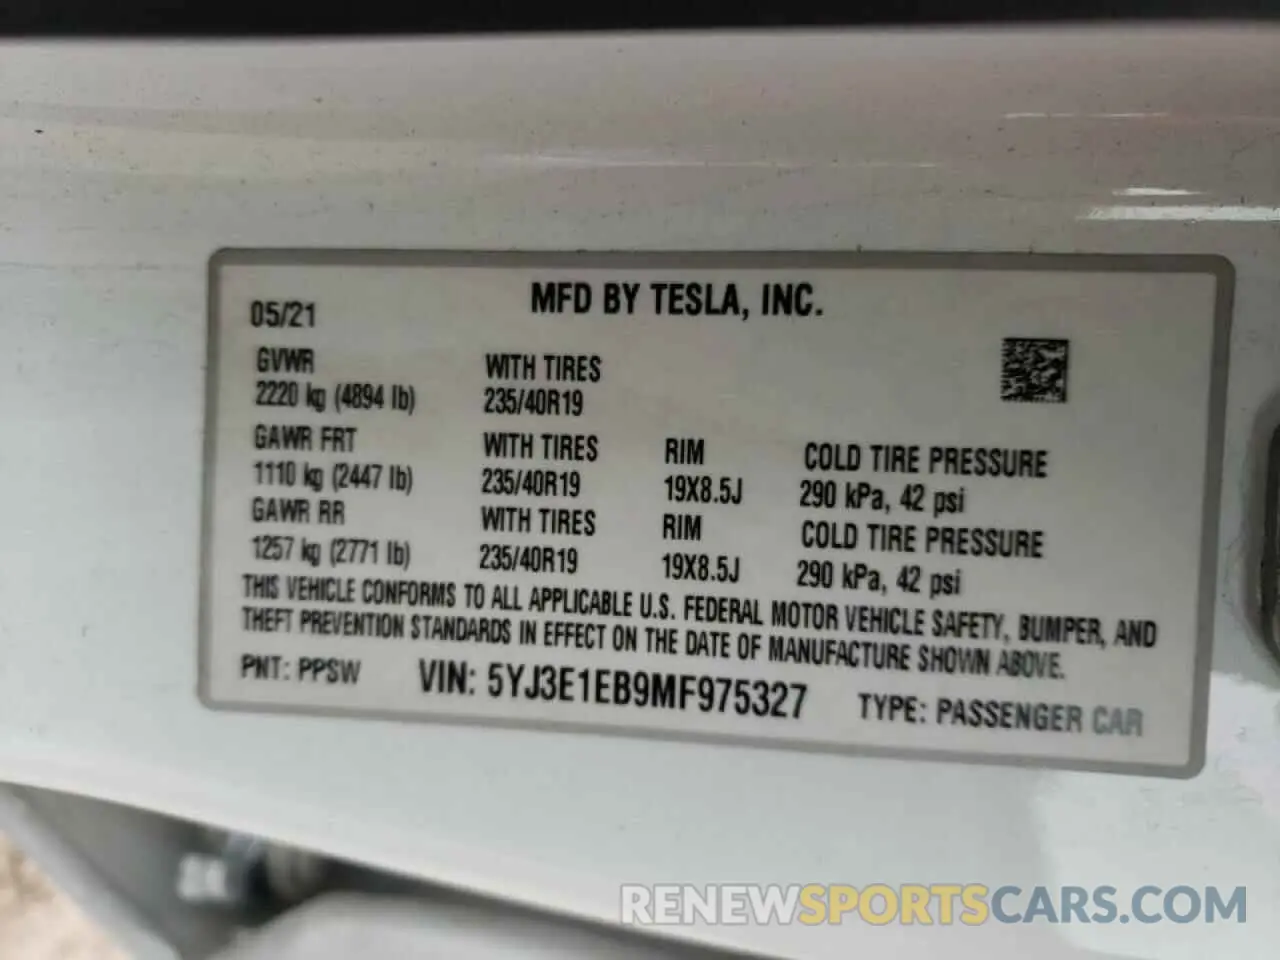 MFD BY TESLA, INC.
05/21
GVWR WITH TIRES
2220 kg (4894 lb) 235/40R19
GAWR FRT WITH TIRES RIM COLD TIRE PRESSURE
1110 kg (2447 lb) 235/40R19 19X8.5J 290 kPa, 42 psi
GAWR RR WITH TIRES RIM COLD TIRE PRESSURE
1257 kg (2771 lb) 235/40R19 19X8.5J 290 kPa, 42 psi
THIS VEHICLE CONFORMS TO ALL APPLICABLE U.S. FEDERAL MOTOR VEHICLE SAFETY, BUMPER, AND
THEFT PREVENTION STANDARDS IN EFFECT ON THE DATE OF MANUFACTURE SHOWN ABOVE.
PNT: PPSW VIN: 5YJ3E1EB9MF975327 TYPE: PASSENGER CAR
RENEWSPORTSCARS.COM